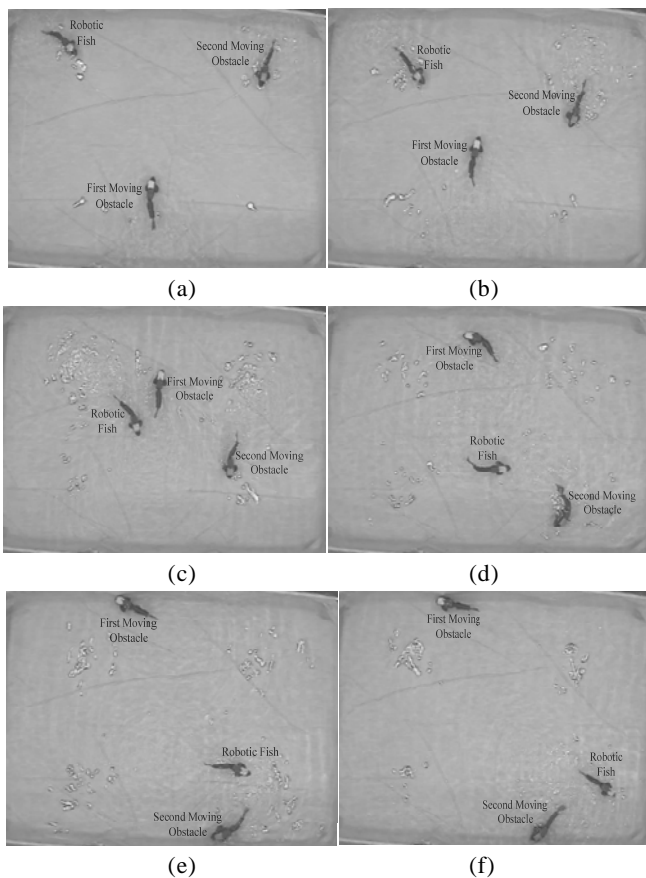 Robotic
Fish
Second Moving
Obstacle
First Moving
Obstacle
(a)
Robotic
Fish
Second Moving
Obstacle
First Moving
Obstacle
(b)
First Moving
Obstacle
Robotic
Fish
Second Moving
Obstacle
(c)
First Moving
Obstacle
Robotic
Fish
Second Moving
Obstacle
(d)
First Moving
Obstacle
Robotic Fish
Second Moving
Obstacle
(e)
First Moving
Obstacle
Robotic
Fish
Second Moving
Obstacle
(f)